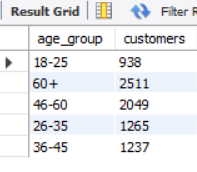 Result Grid Filter
age_group customers
18-25 938
60+ 2511
46-60 2049
26-35 1265
36-45 1237